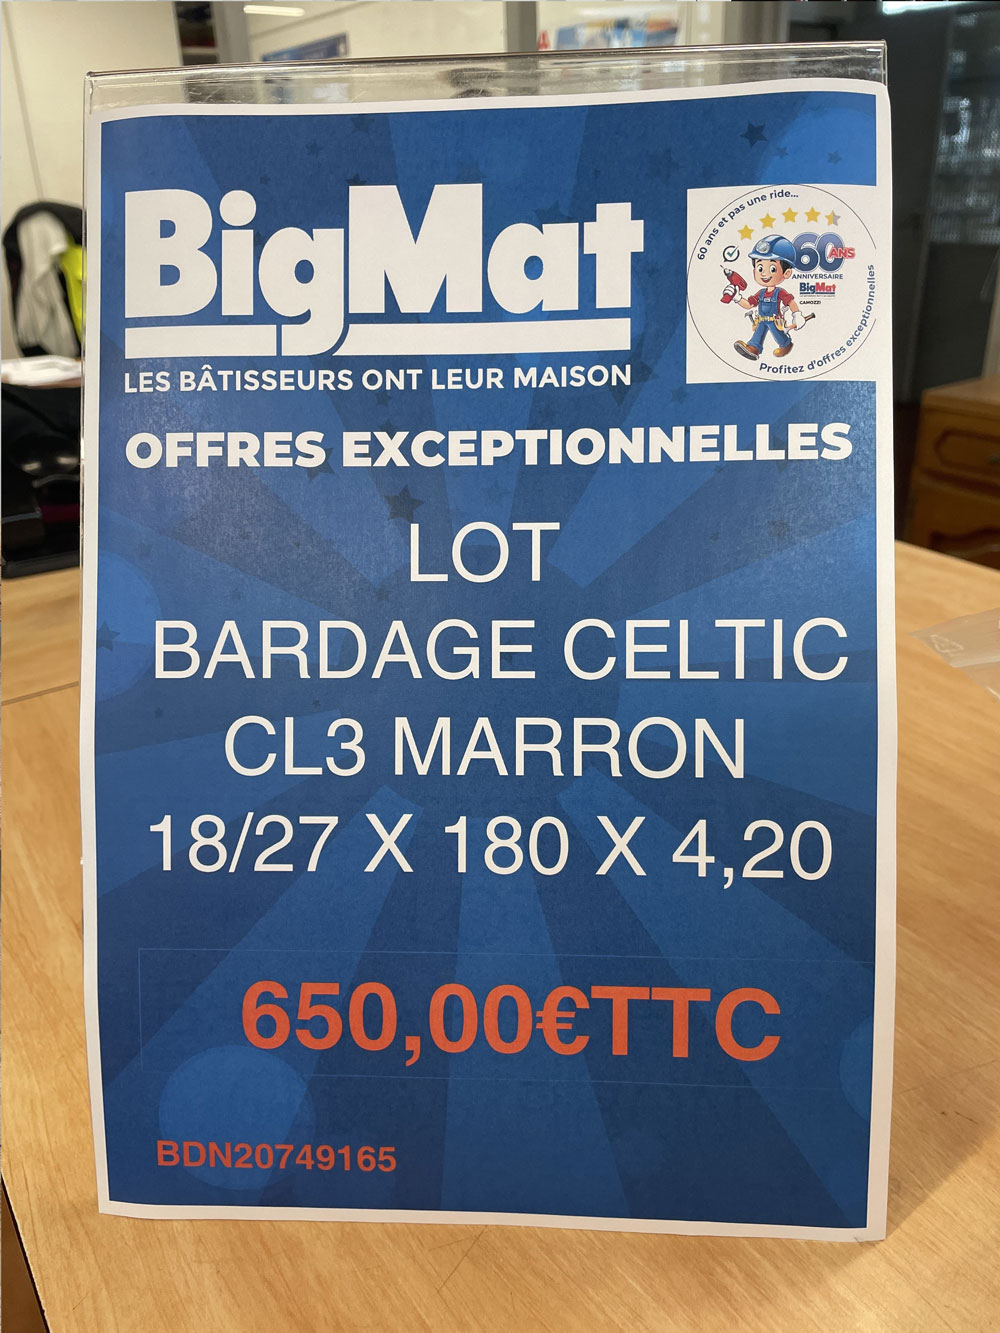 BigMat
LES BÂTISSEURS ONT LEUR MAISON
60 ans et pas une ride...
60 ANS
ANNIVERSAIRE
BigMat
CAMOZZI
Profitez d'offres exceptionnelles
OFFRES EXCEPTIONNELLES
LOT
BARDAGE CELTIC
CL3 MARRON
18/27 X 180 X 4,20
650,00€TTC
BDN20749165